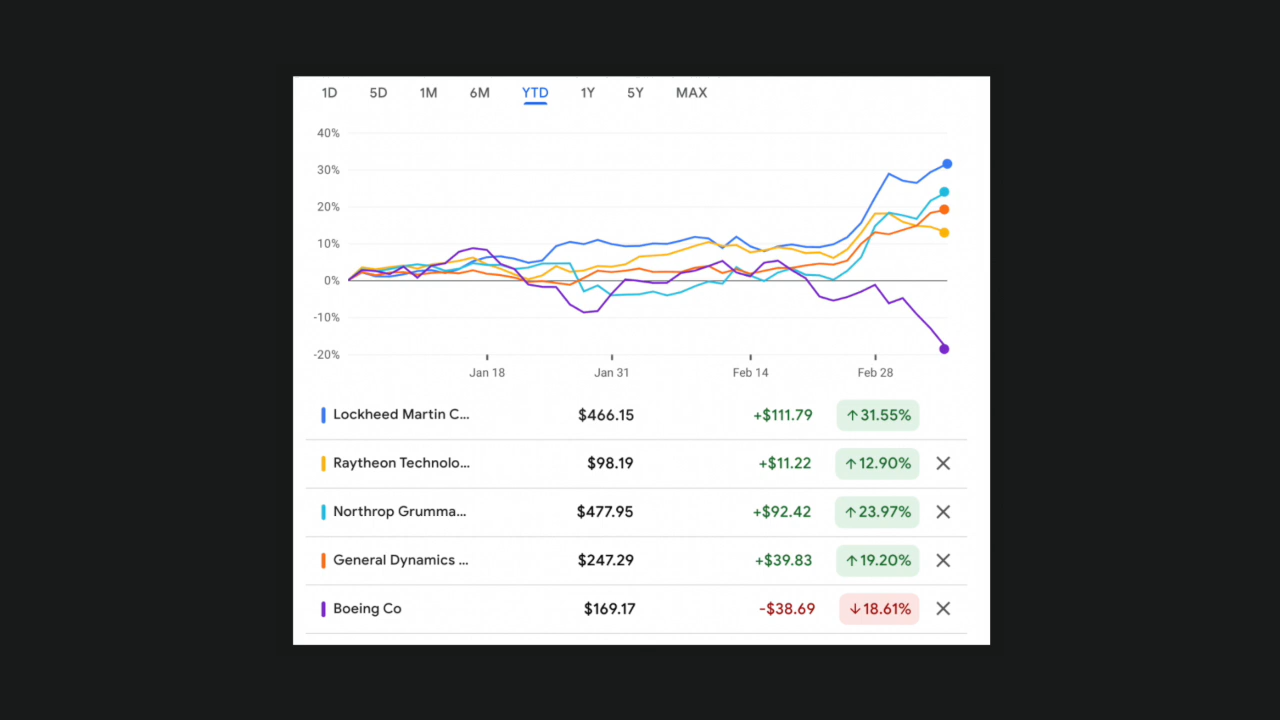 1D 5D 1M 6M YTD 1Y 5Y MAX
40%
30%
20%
10%
0%
-10%
-20%
Jan 18 Jan 31 Feb 14 Feb 28
Lockheed Martin C... $466.15 +$111.79 ↑31.55%
Raytheon Technolo... $98.19 +$11.22 ↑12.90%
Northrop Grumma... $477.95 +$92.42 ↑23.97%
General Dynamics ... $247.29 +$39.83 ↑19.20%
Boeing Co $169.17 -$38.69 ↓18.61%